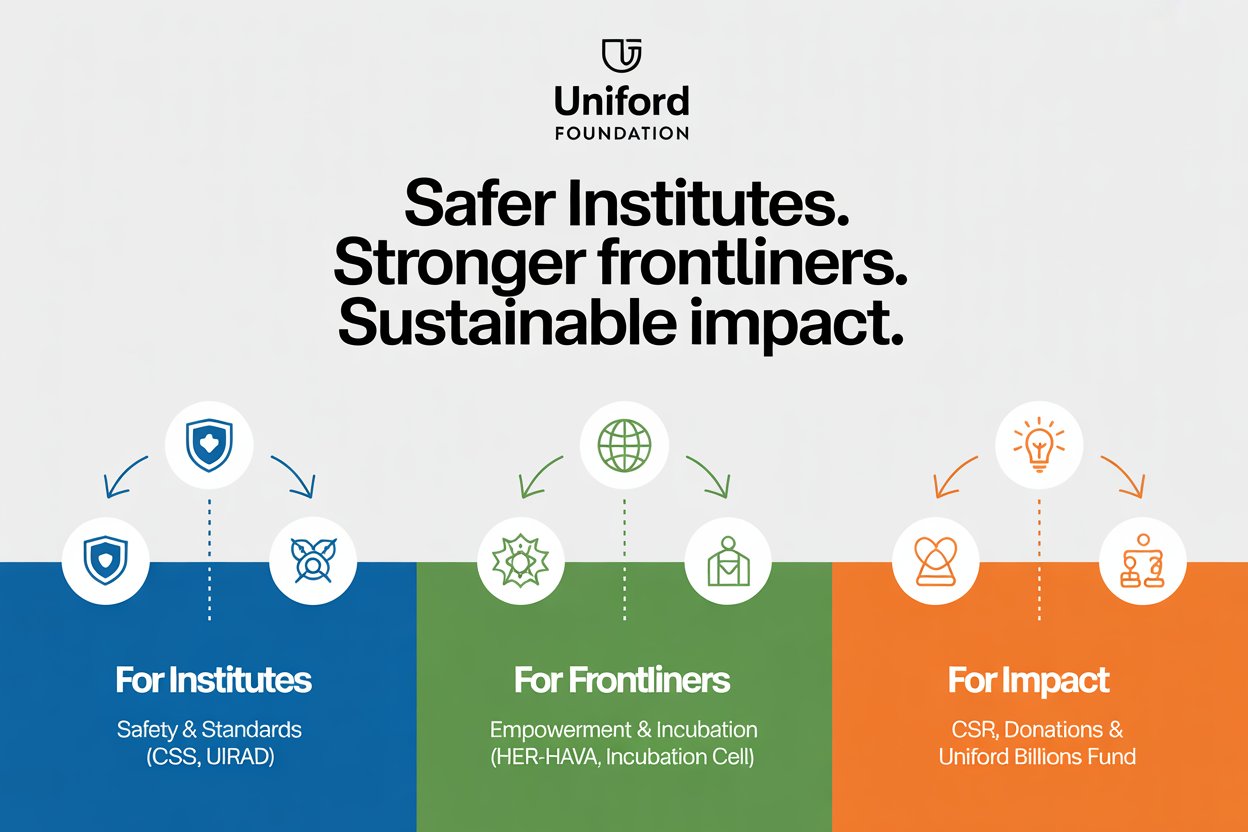 Uniford
FOUNDATION
Safer Institutes.
Stronger frontliners.
Sustainable impact.
For Institutes
Safety & Standards
(CSS, UIRAD)
For Frontliners
Empowerment & Incubation
(HER-HAVA, Incubation Cell)
For Impact
CSR, Donations &
Uniford Billions Fund